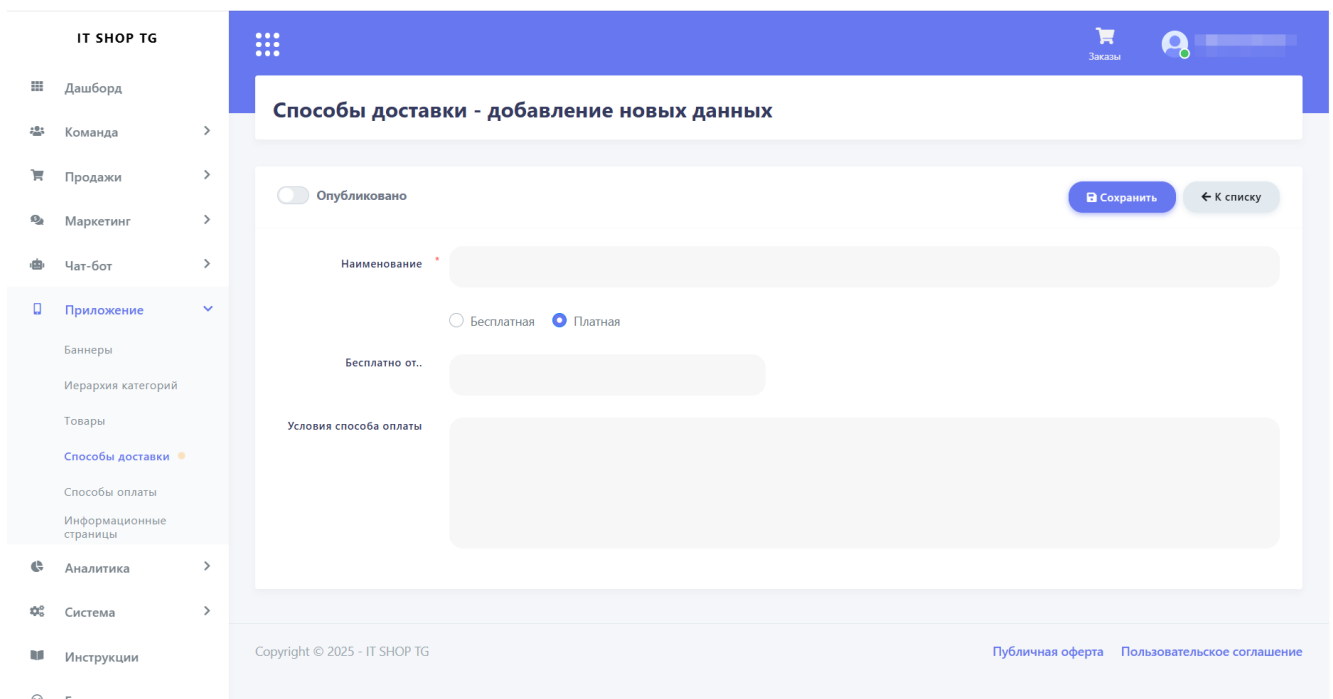 IT SHOP TG
Заказы
Дашборд
Команда
Продажи
Маркетинг
Чат-бот
Приложение
Баннеры
Иерархия категорий
Товары
Способы доставки
Способы оплаты
Информационные
страницы
Аналитика
Система
Инструкции
Способы доставки - добавление новых данных
Опубликовано
Сохранить
К списку
Наименование *
Бесплатная
Платная
Бесплатно от..
Условия способа оплаты
Copyright © 2025 - IT SHOP TG
Публичная оферта
Пользовательское соглашение